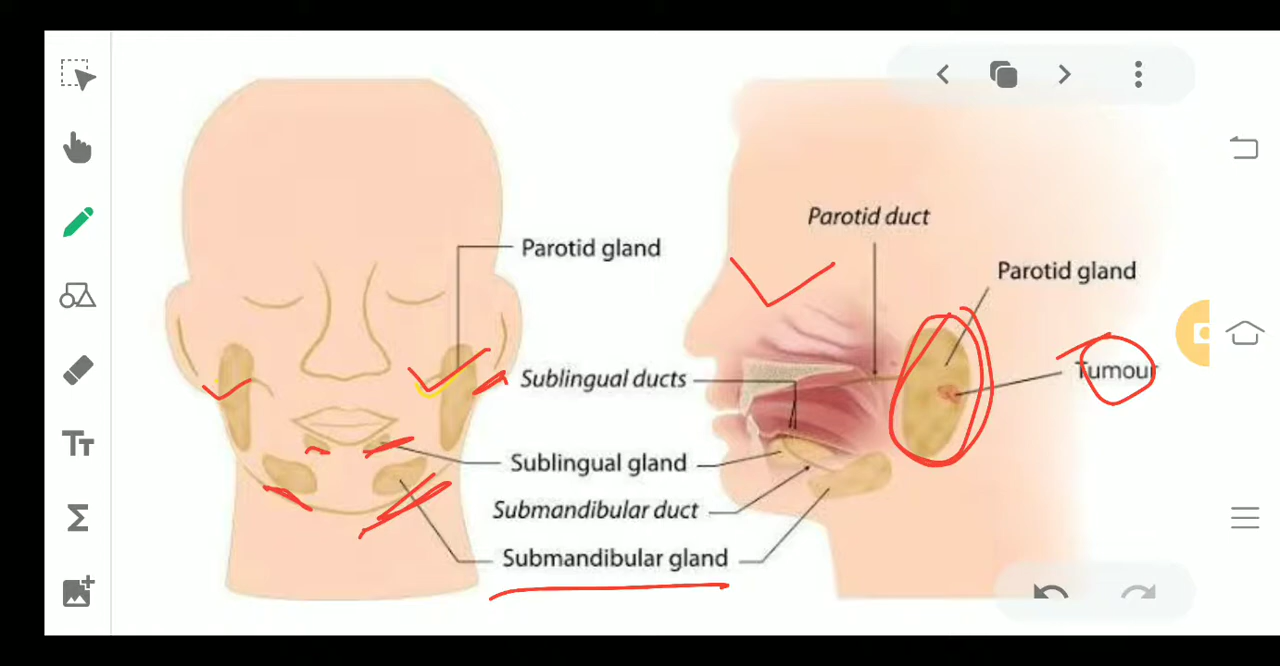 Parotid duct
Parotid gland
Parotid gland
Tumour
Sublingual ducts
Sublingual gland
Submandibular duct
Submandibular gland